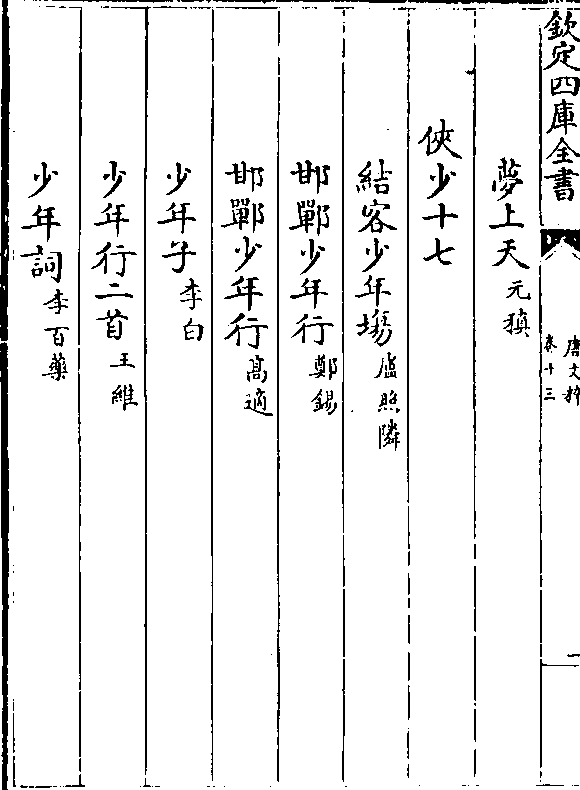 欽定四庫全書
唐文粹
卷十三
一
夢上天元稹
俠少十七
結客少年塲盧照隣
邯鄲少年行鄭錫
邯鄲少年行髙適
少年子李白
少年行二首王維
少年詞李百藥